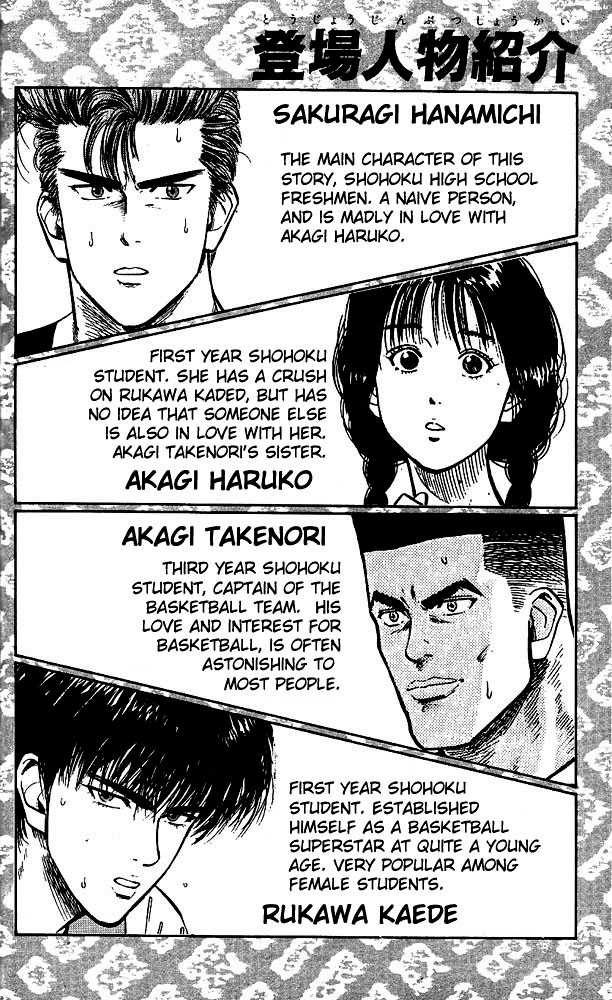 とうじょうじんぶつしょうかい
登場人物紹介
SAKURAGI HANAMICHI
THE MAIN CHARACTER OF THIS
STORY, SHOHOKU HIGH SCHOOL
FRESHMEN. A NAIVE PERSON,
AND IS MADLY IN LOVE WITH
AKAGI HARUKO.
FIRST YEAR SHOHOKU
STUDENT. SHE HAS A CRUSH
ON RUKAWA KADED, BUT HAS
NO IDEA THAT SOMEONE ELSE
IS ALSO IN LOVE WITH HER.
AKAGI TAKENORI'S SISTER.
AKAGI HARUKO
AKAGI TAKENORI
THIRD YEAR SHOHOKU
STUDENT, CAPTAIN OF THE
BASKETBALL TEAM. HIS
LOVE AND INTEREST FOR
BASKETBALL, IS OFTEN
ASTONISHING TO
MOST PEOPLE.
FIRST YEAR SHOHOKU
STUDENT. ESTABLISHED
HIMSELF AS A BASKETBALL
SUPERSTAR AT QUITE A YOUNG
AGE. VERY POPULAR AMONG
FEMALE STUDENTS.
RUKAWA KAEDE